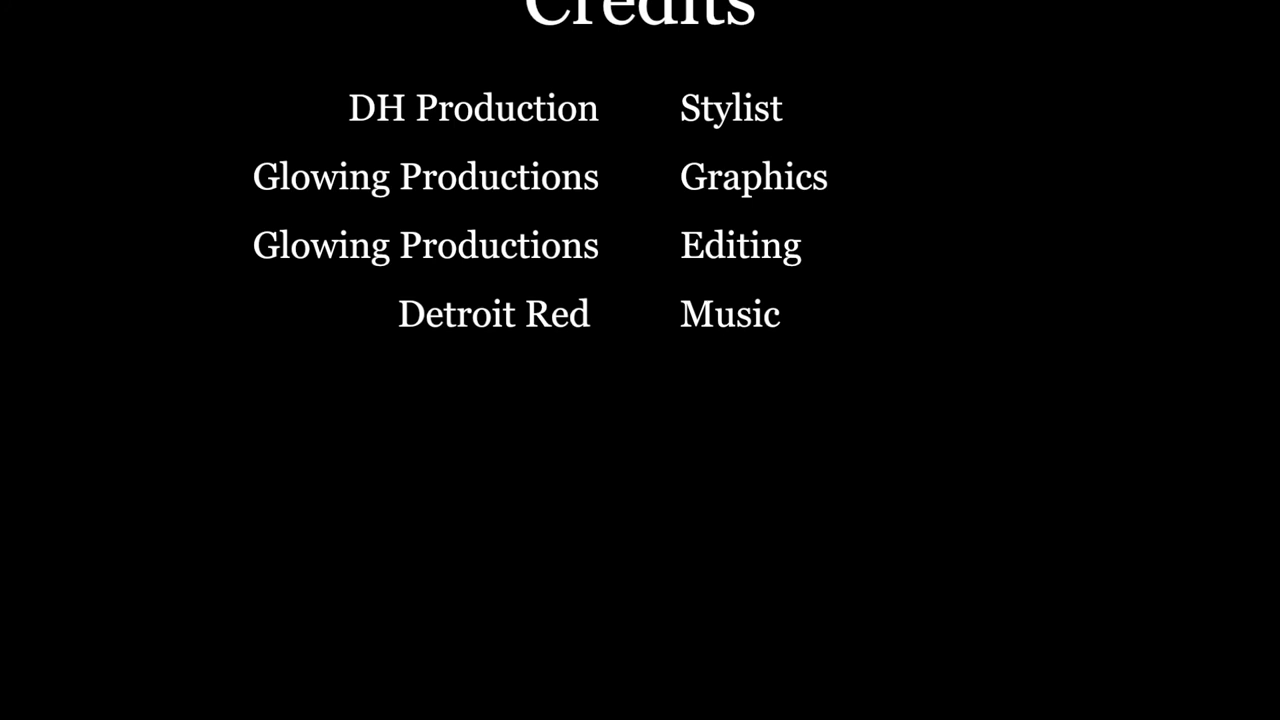 Credits
DH Production Stylist
Glowing Productions Graphics
Glowing Productions Editing
Detroit Red Music